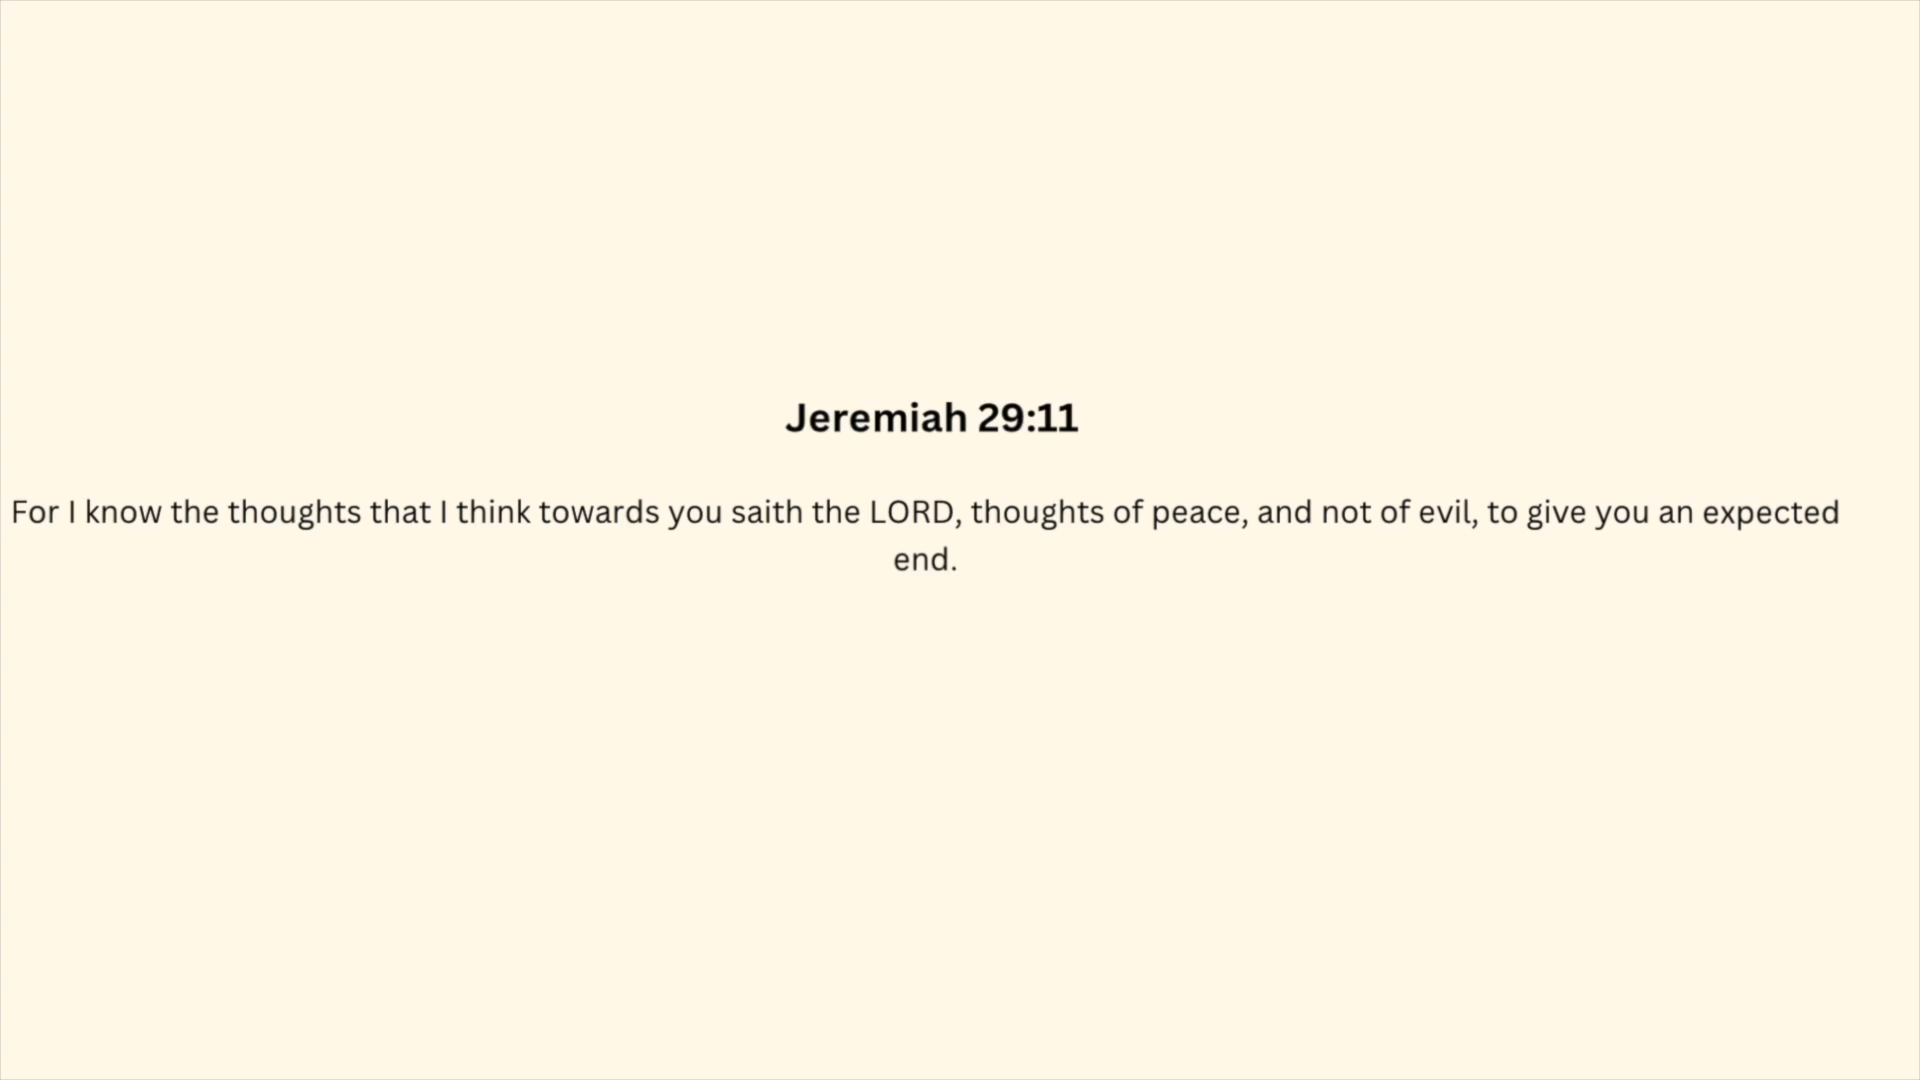 Jeremiah 29:11
For I know the thoughts that I think towards you saith the LORD, thoughts of peace, and not of evil, to give you an expected
end.